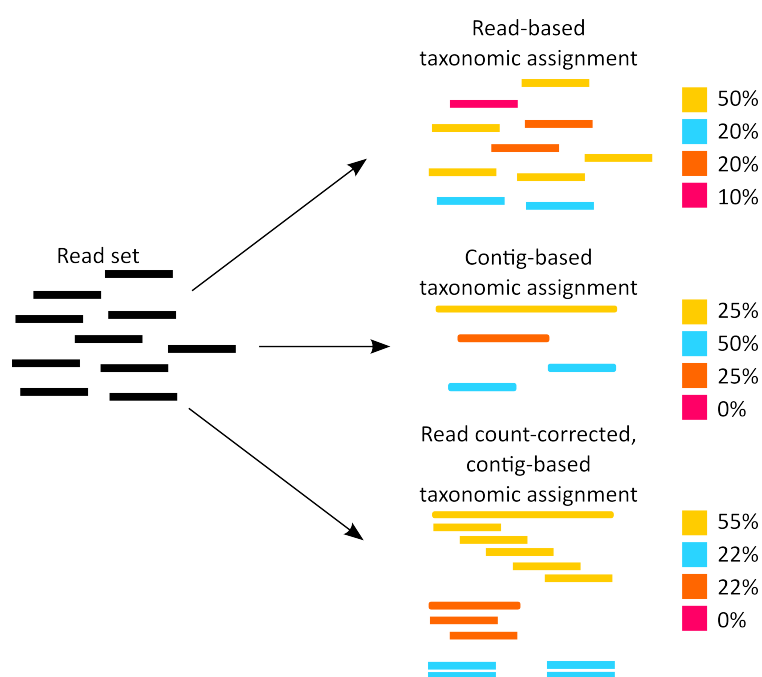 Read-based
taxonomic assignment
50%
20%
20%
10%
Read set
Contig-based
taxonomic assignment
25%
50%
25%
0%
Read count-corrected,
contig-based
taxonomic assignment
55%
22%
22%
0%